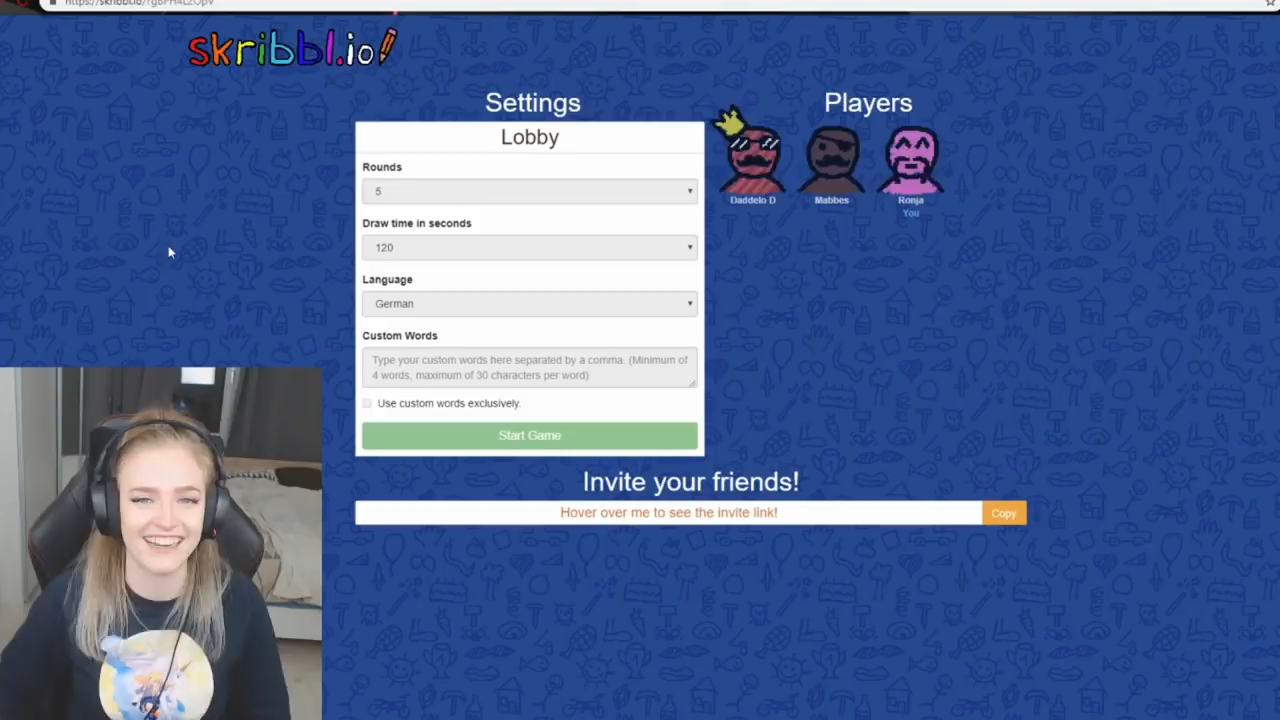 skribbl.io
Settings
Players
Lobby
Rounds
5
Daddelo D
Mabbes
Ronja
You
Draw time in seconds
120
Language
German
Custom Words
Type your custom words here separated by a comma. (Minimum of
4 words, maximum of 30 characters per word)
Use custom words exclusively.
Start Game
Invite your friends!
Hover over me to see the invite link!
Copy